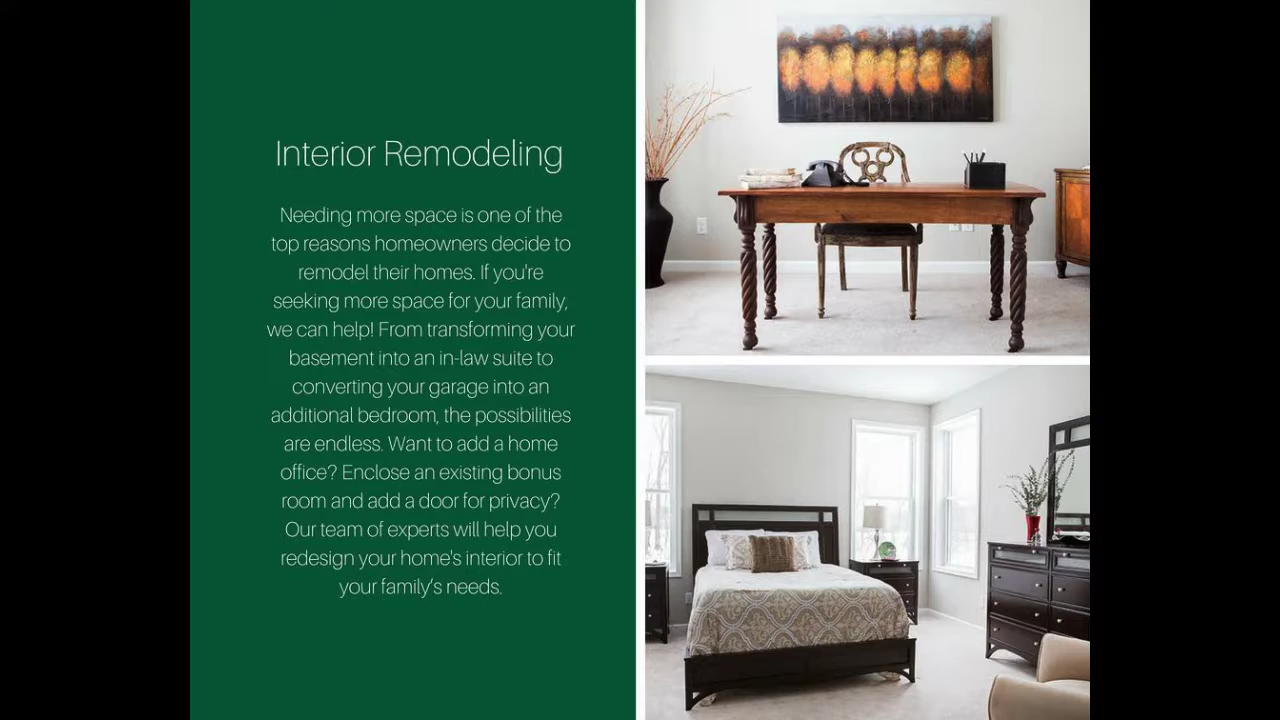 Interior Remodeling
Needing more space is one of the
top reasons homeowners decide to
remodel their homes. If you're
seeking more space for your family,
we can help! From transforming your
basement into an in-law suite to
converting your garage into an
additional bedroom, the possibilities
are endless. Want to add a home
office? Enclose an existing bonus
room and add a door for privacy?
Our team of experts will help you
redesign your home's interior to fit
your family’s needs.